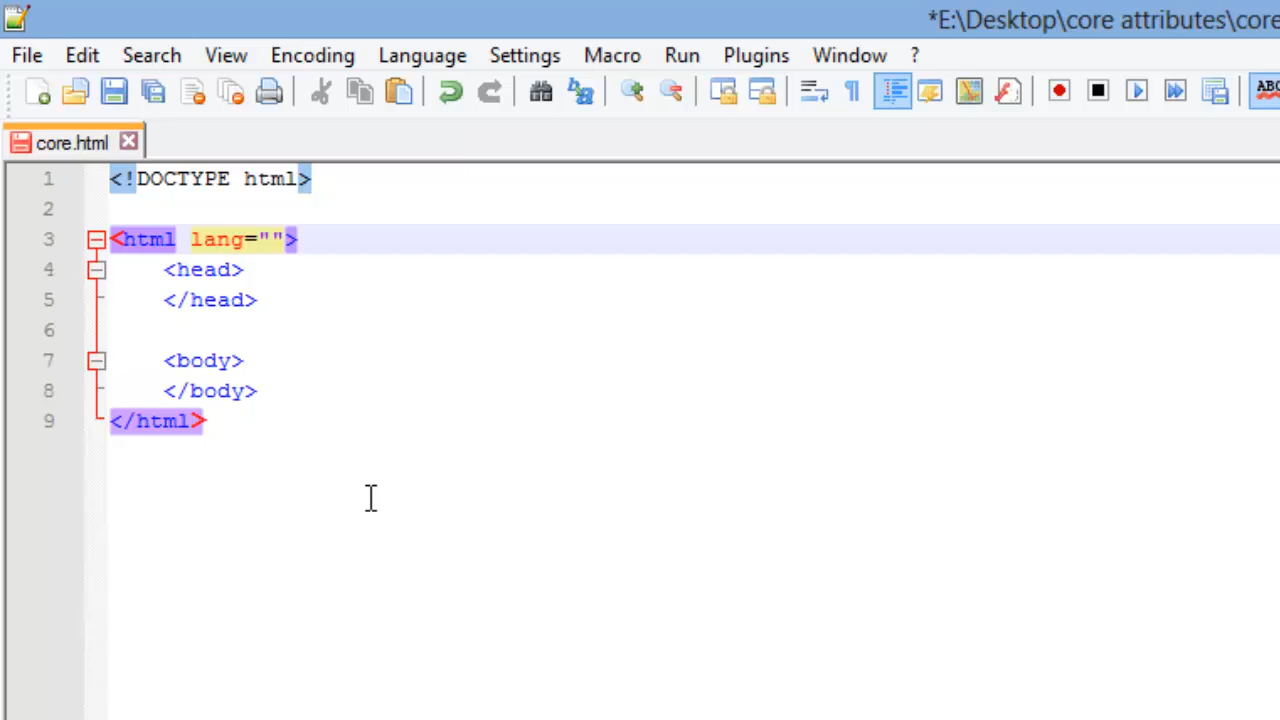 *E:\Desktop\core attributes\core
File Edit Search View Encoding Language Settings Macro Run Plugins Window ?
ABC
core.html
1 <!DOCTYPE html>
2
3 <html lang="">
4 <head>
5 </head>
6
7 <body>
8 </body>
9 </html>